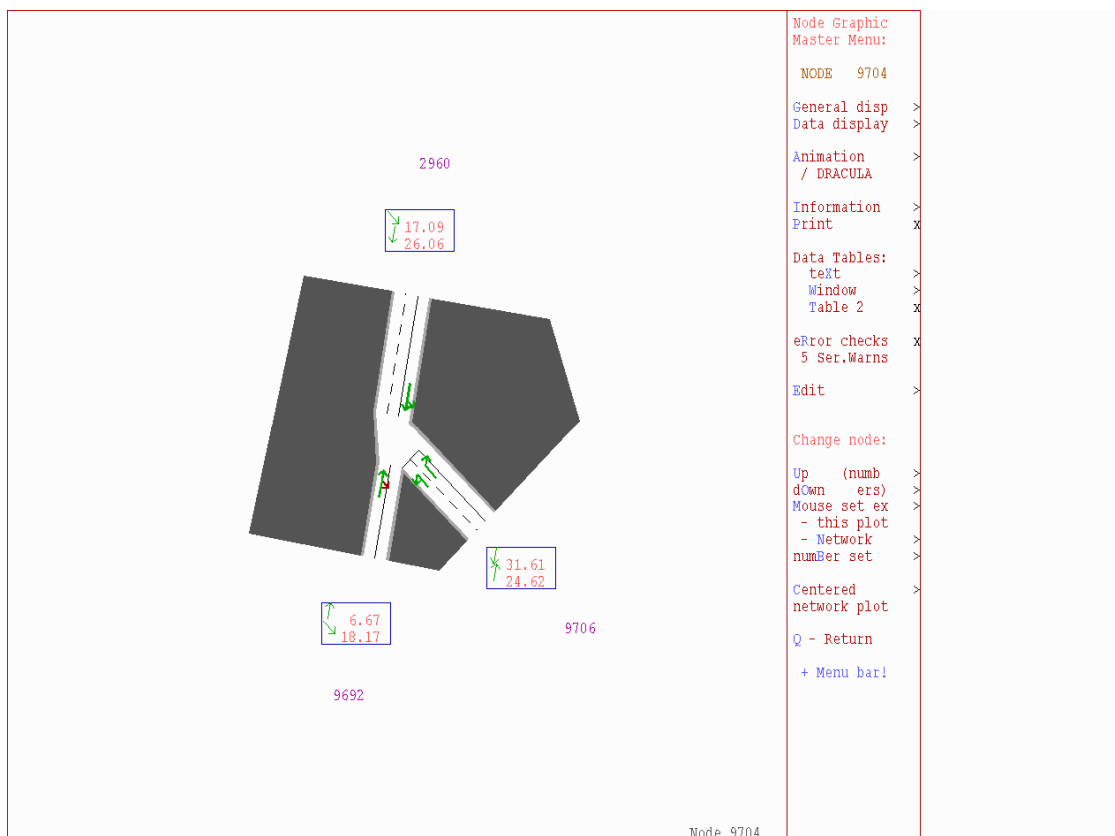 2960
17.09
26.06
31.61
24.62
6.67
18.17
9706
9692
Node 9704
Node Graphic
Master Menu:
NODE 9704
General disp >
Data display >
Animation >
/ DRACULA
Information >
Print x
Data Tables:
teXt >
Window >
Table 2 x
eRror checks x
5 Ser.Warns
Edit >
Change node:
Up (numb >
dOwn ers) >
Mouse set ex >
- this plot
- Network >
numBer set >
Centered >
network plot
Q - Return
+ Menu bar!